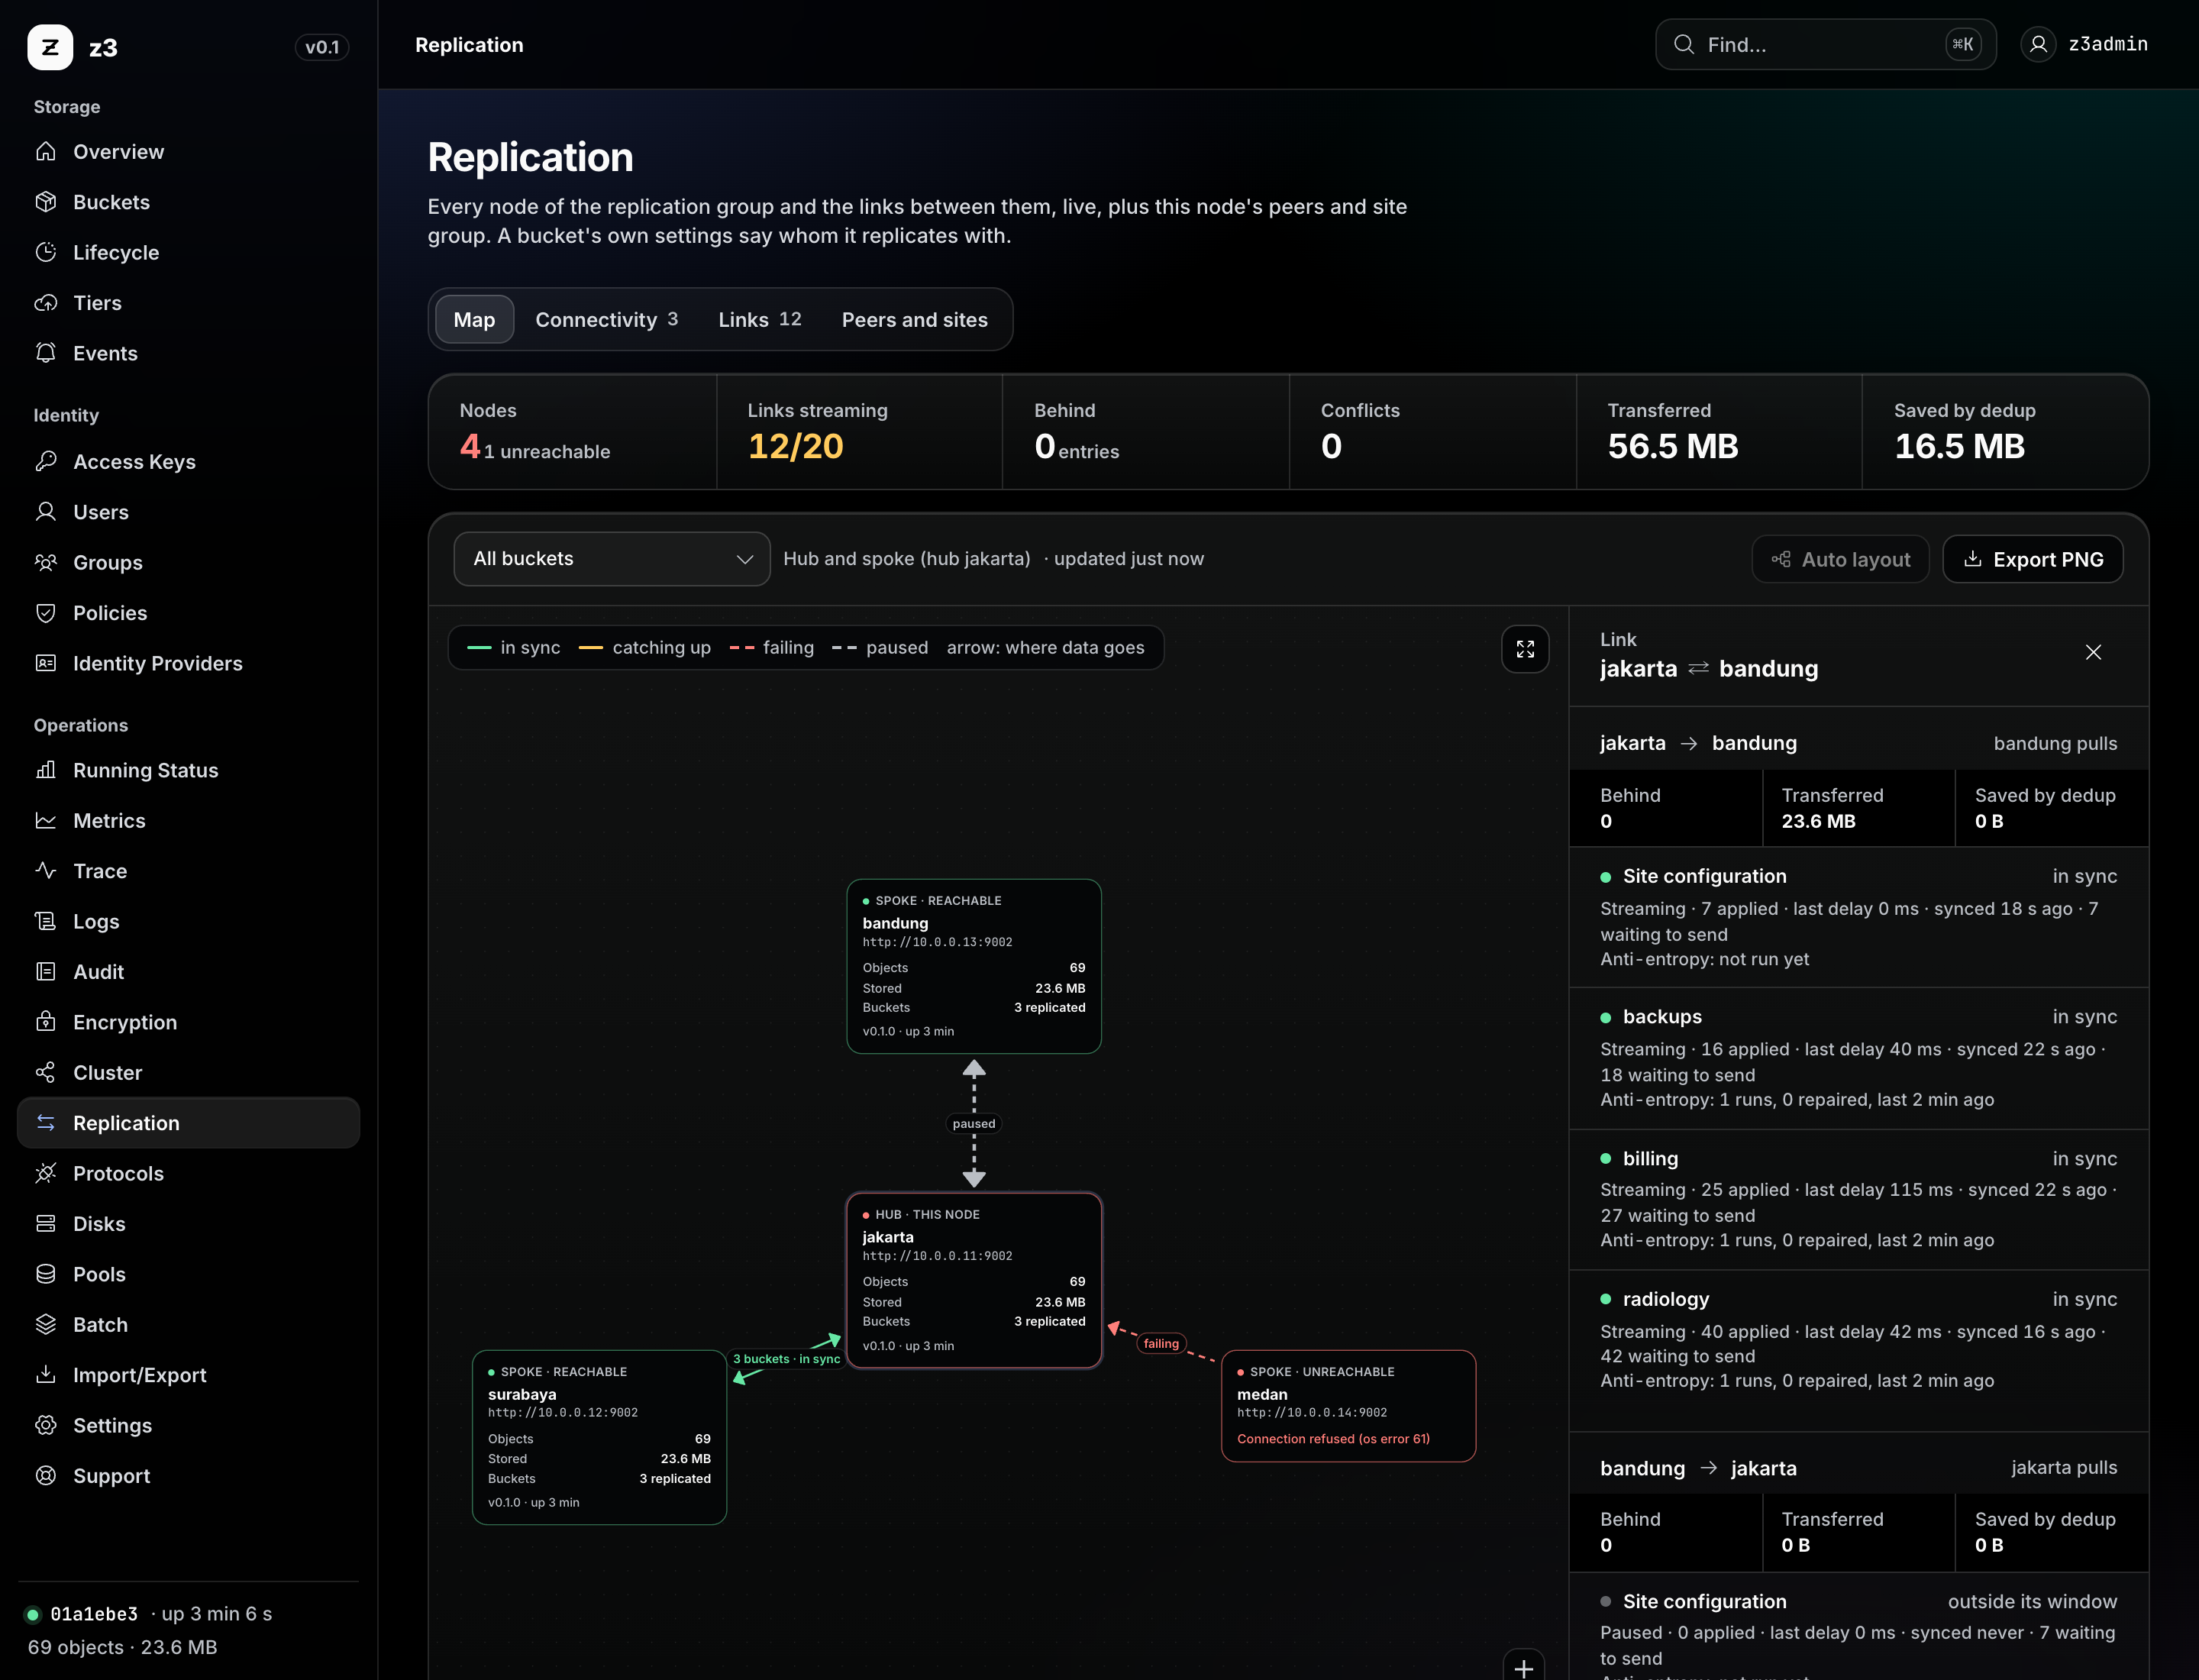 z3
v0.1
Storage
Overview
Buckets
Lifecycle
Tiers
Events
Identity
Access Keys
Users
Groups
Policies
Identity Providers
Operations
Running Status
Metrics
Trace
Logs
Audit
Encryption
Cluster
Replication
Protocols
Disks
Pools
Batch
Import/Export
Settings
Support
01a1ebe3 · up 3 min 6 s
69 objects · 23.6 MB
Replication
Find...
⌘K
z3admin
Replication
Every node of the replication group and the links between them, live, plus this node's peers and site
group. A bucket's own settings say whom it replicates with.
Map
Connectivity 3
Links 12
Peers and sites
Nodes
4 1 unreachable
Links streaming
12/20
Behind
0 entries
Conflicts
0
Transferred
56.5 MB
Saved by dedup
16.5 MB
All buckets
Hub and spoke (hub jakarta) · updated just now
Auto layout
Export PNG
in sync
catching up
failing
paused
arrow: where data goes
SPOKE · REACHABLE
bandung
http://10.0.0.13:9002
Objects 69
Stored 23.6 MB
Buckets 3 replicated
v0.1.0 · up 3 min
paused
HUB · THIS NODE
jakarta
http://10.0.0.11:9002
Objects 69
Stored 23.6 MB
Buckets 3 replicated
v0.1.0 · up 3 min
3 buckets · in sync
failing
SPOKE · REACHABLE
surabaya
http://10.0.0.12:9002
Objects 69
Stored 23.6 MB
Buckets 3 replicated
v0.1.0 · up 3 min
SPOKE · UNREACHABLE
medan
http://10.0.0.14:9002
Connection refused (os error 61)
Link
jakarta ⇌ bandung
jakarta → bandung
bandung pulls
Behind
0
Transferred
23.6 MB
Saved by dedup
0 B
Site configuration
in sync
Streaming · 7 applied · last delay 0 ms · synced 18 s ago · 7
waiting to send
Anti-entropy: not run yet
backups
in sync
Streaming · 16 applied · last delay 40 ms · synced 22 s ago ·
18 waiting to send
Anti-entropy: 1 runs, 0 repaired, last 2 min ago
billing
in sync
Streaming · 25 applied · last delay 115 ms · synced 22 s ago ·
27 waiting to send
Anti-entropy: 1 runs, 0 repaired, last 2 min ago
radiology
in sync
Streaming · 40 applied · last delay 42 ms · synced 16 s ago ·
42 waiting to send
Anti-entropy: 1 runs, 0 repaired, last 2 min ago
bandung → jakarta
jakarta pulls
Behind
0
Transferred
0 B
Saved by dedup
0 B
Site configuration
outside its window
Paused · 0 applied · last delay 0 ms · synced never · 7 waiting
to send